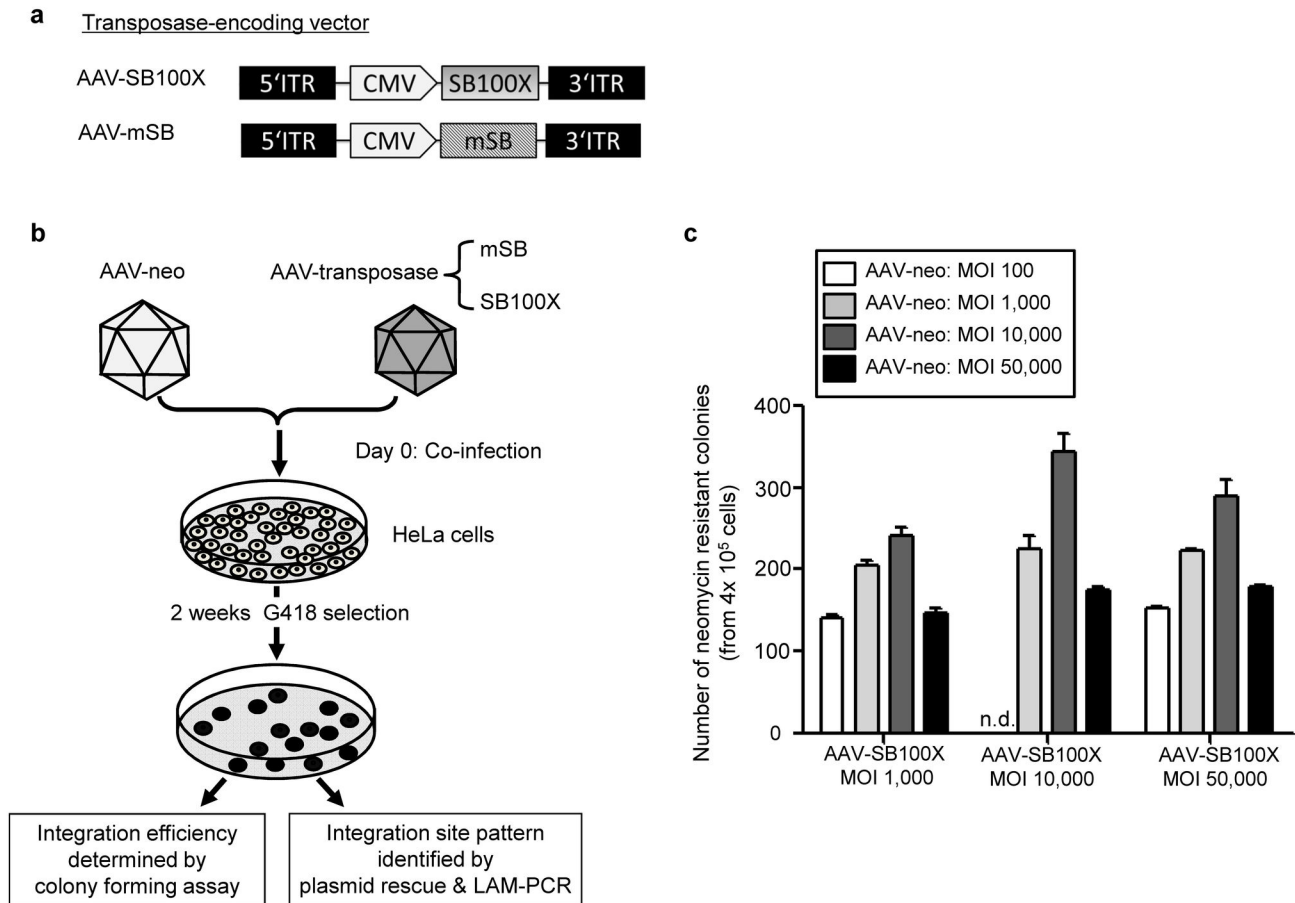 a
Transposase-encoding vector
AAV-SB100X
5‘ITR CMV SB100X 3‘ITR
AAV-mSB
5‘ITR CMV mSB 3‘ITR
b
AAV-neo
AAV-transposase
mSB
SB100X
Day 0: Co-infection
HeLa cells
2 weeks G418 selection
Integration efficiency
determined by
colony forming assay
Integration site pattern
identified by
plasmid rescue & LAM-PCR
c
AAV-neo: MOI 100
AAV-neo: MOI 1,000
AAV-neo: MOI 10,000
AAV-neo: MOI 50,000
Number of neomycin resistant colonies
(from 4x 10⁵ cells)
400
300
200
100
0
n.d.
AAV-SB100X
MOI 1,000
AAV-SB100X
MOI 10,000
AAV-SB100X
MOI 50,000